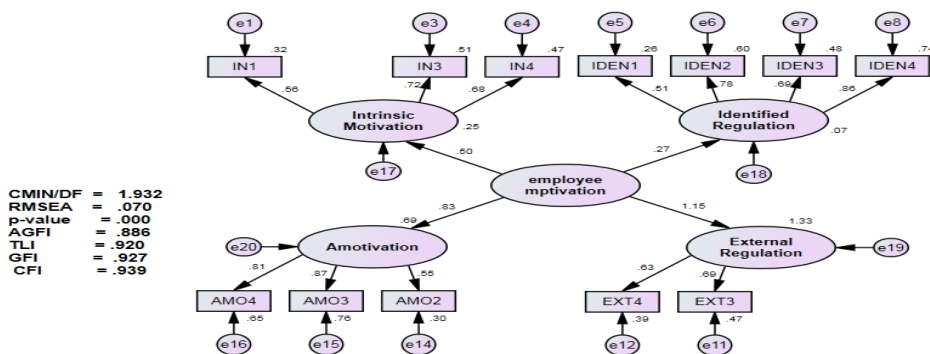 e1 e3 e4 e5 e6 e7 e8
.32 .51 .47 .26 .60 .48 .74
IN1 IN3 IN4 IDEN1 IDEN2 IDEN3 IDEN4
.56 .72 .68 .51 .78 .69 .86
Intrinsic
Motivation
.25
Identified
Regulation
.07
e17 .50 .27 e18
employee
mptivation
CMIN/DF = 1.932
RMSEA = .070
p-value = .000
AGFI = .886
TLI = .920
GFI = .927
CFI = .939
.83 1.15
.69 1.33
e20 Amotivation
External
Regulation
e19
.81 .87 .55 .63 .69
AMO4 AMO3 AMO2 EXT4 EXT3
.65 .76 .30 .39 .47
e16 e15 e14 e12 e11